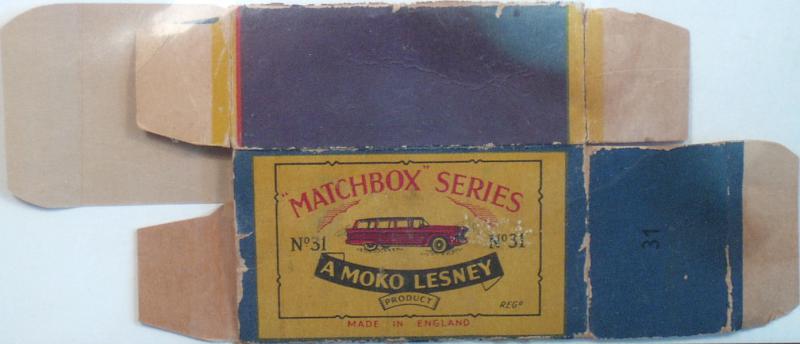 "MATCHBOX" SERIES
Nº31 Nº31
A MOKO LESNEY
PRODUCT
REGD
MADE IN ENGLAND
31